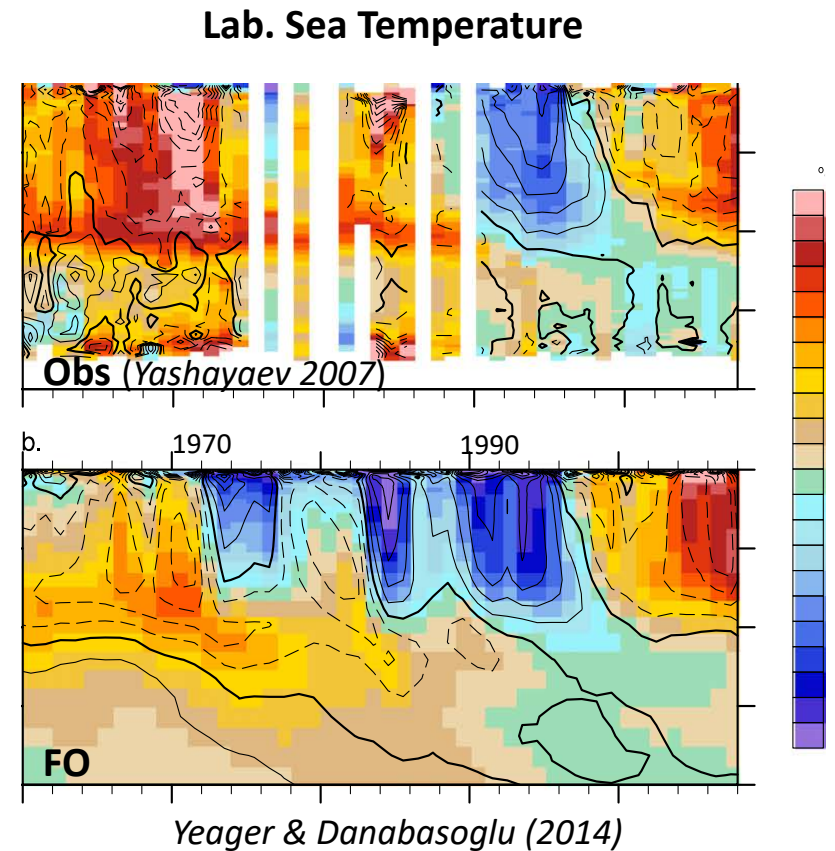 Lab. Sea Temperature
o
Obs (Yashayaev 2007)
b.
1970
1990
FO
Yeager & Danabasoglu (2014)